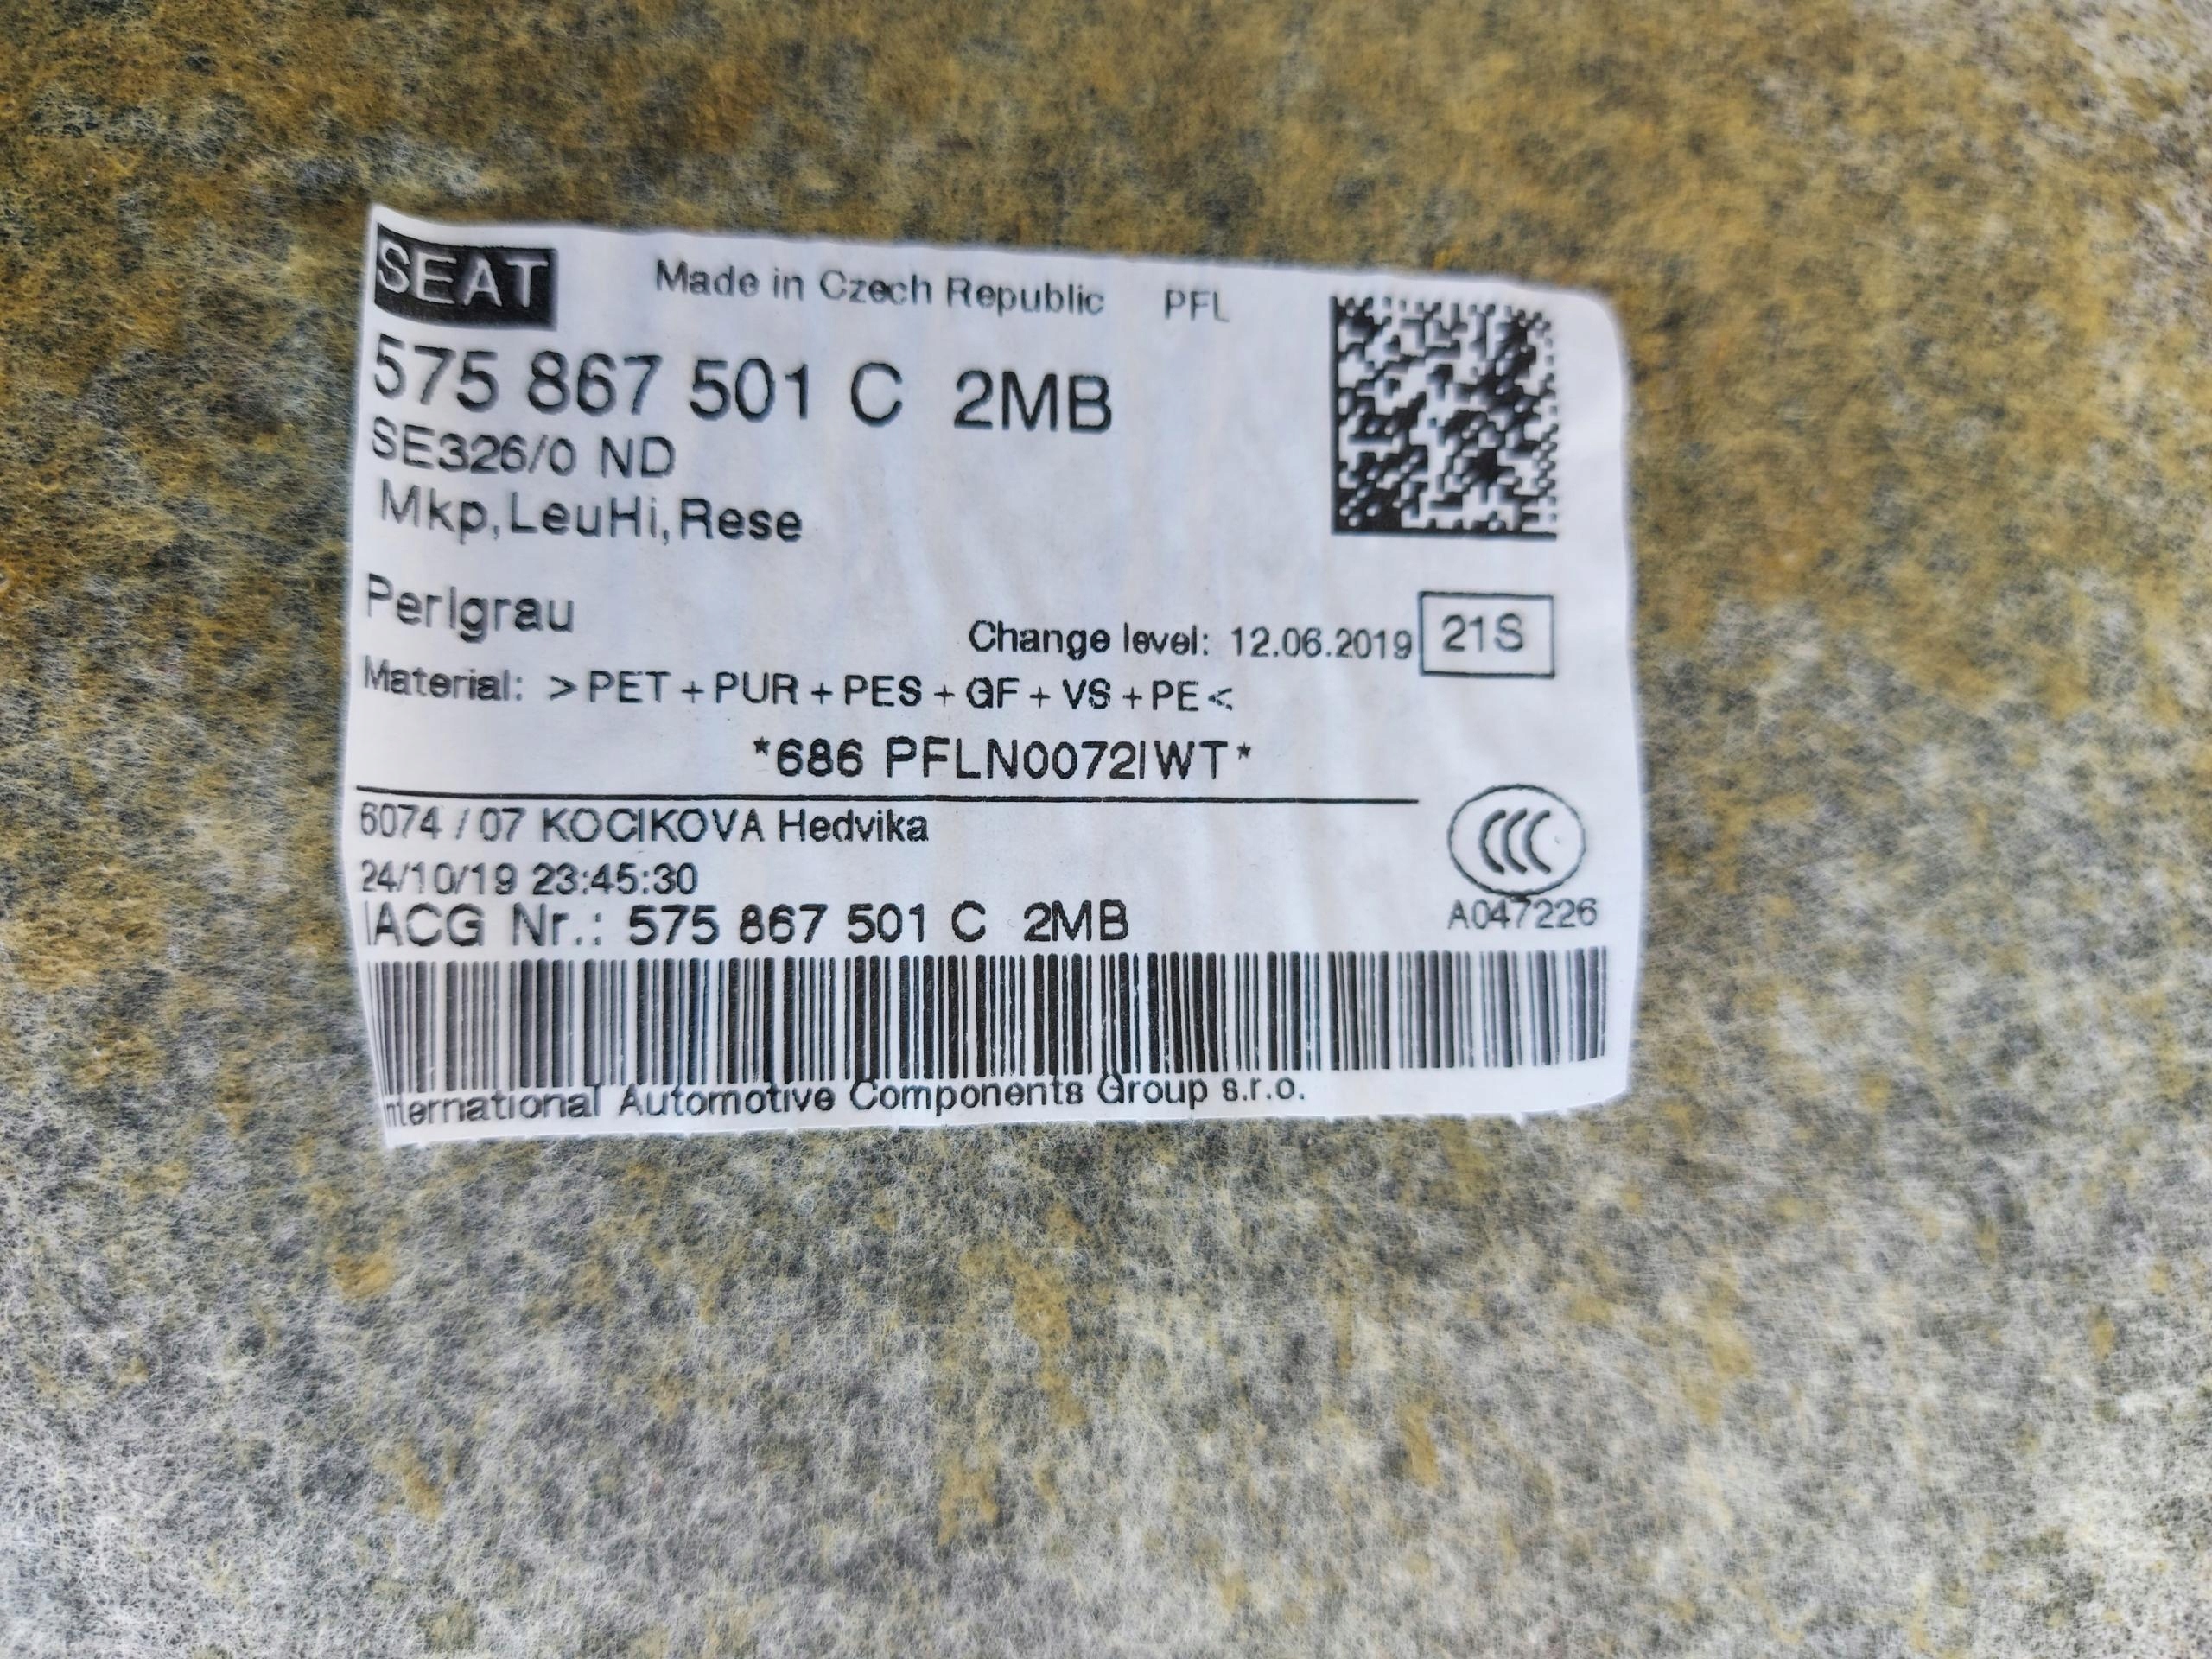 SEAT Made in Czech Republic PFL
575 867 501 C 2MB
SE326/0 ND
Mkp,LeuHi,Rese
Perlgrau
Change level: 12.06.2019 21S
Material: >PET+PUR+PES+GF+VS+PE<
*686 PFLN0072IWT*
6074 / 07 KOCIKOVA Hedvika
24/10/19 23:45:30
CCC
IACG Nr.: 575 867 501 C 2MB
A047226
International Automotive Components Group s.r.o.